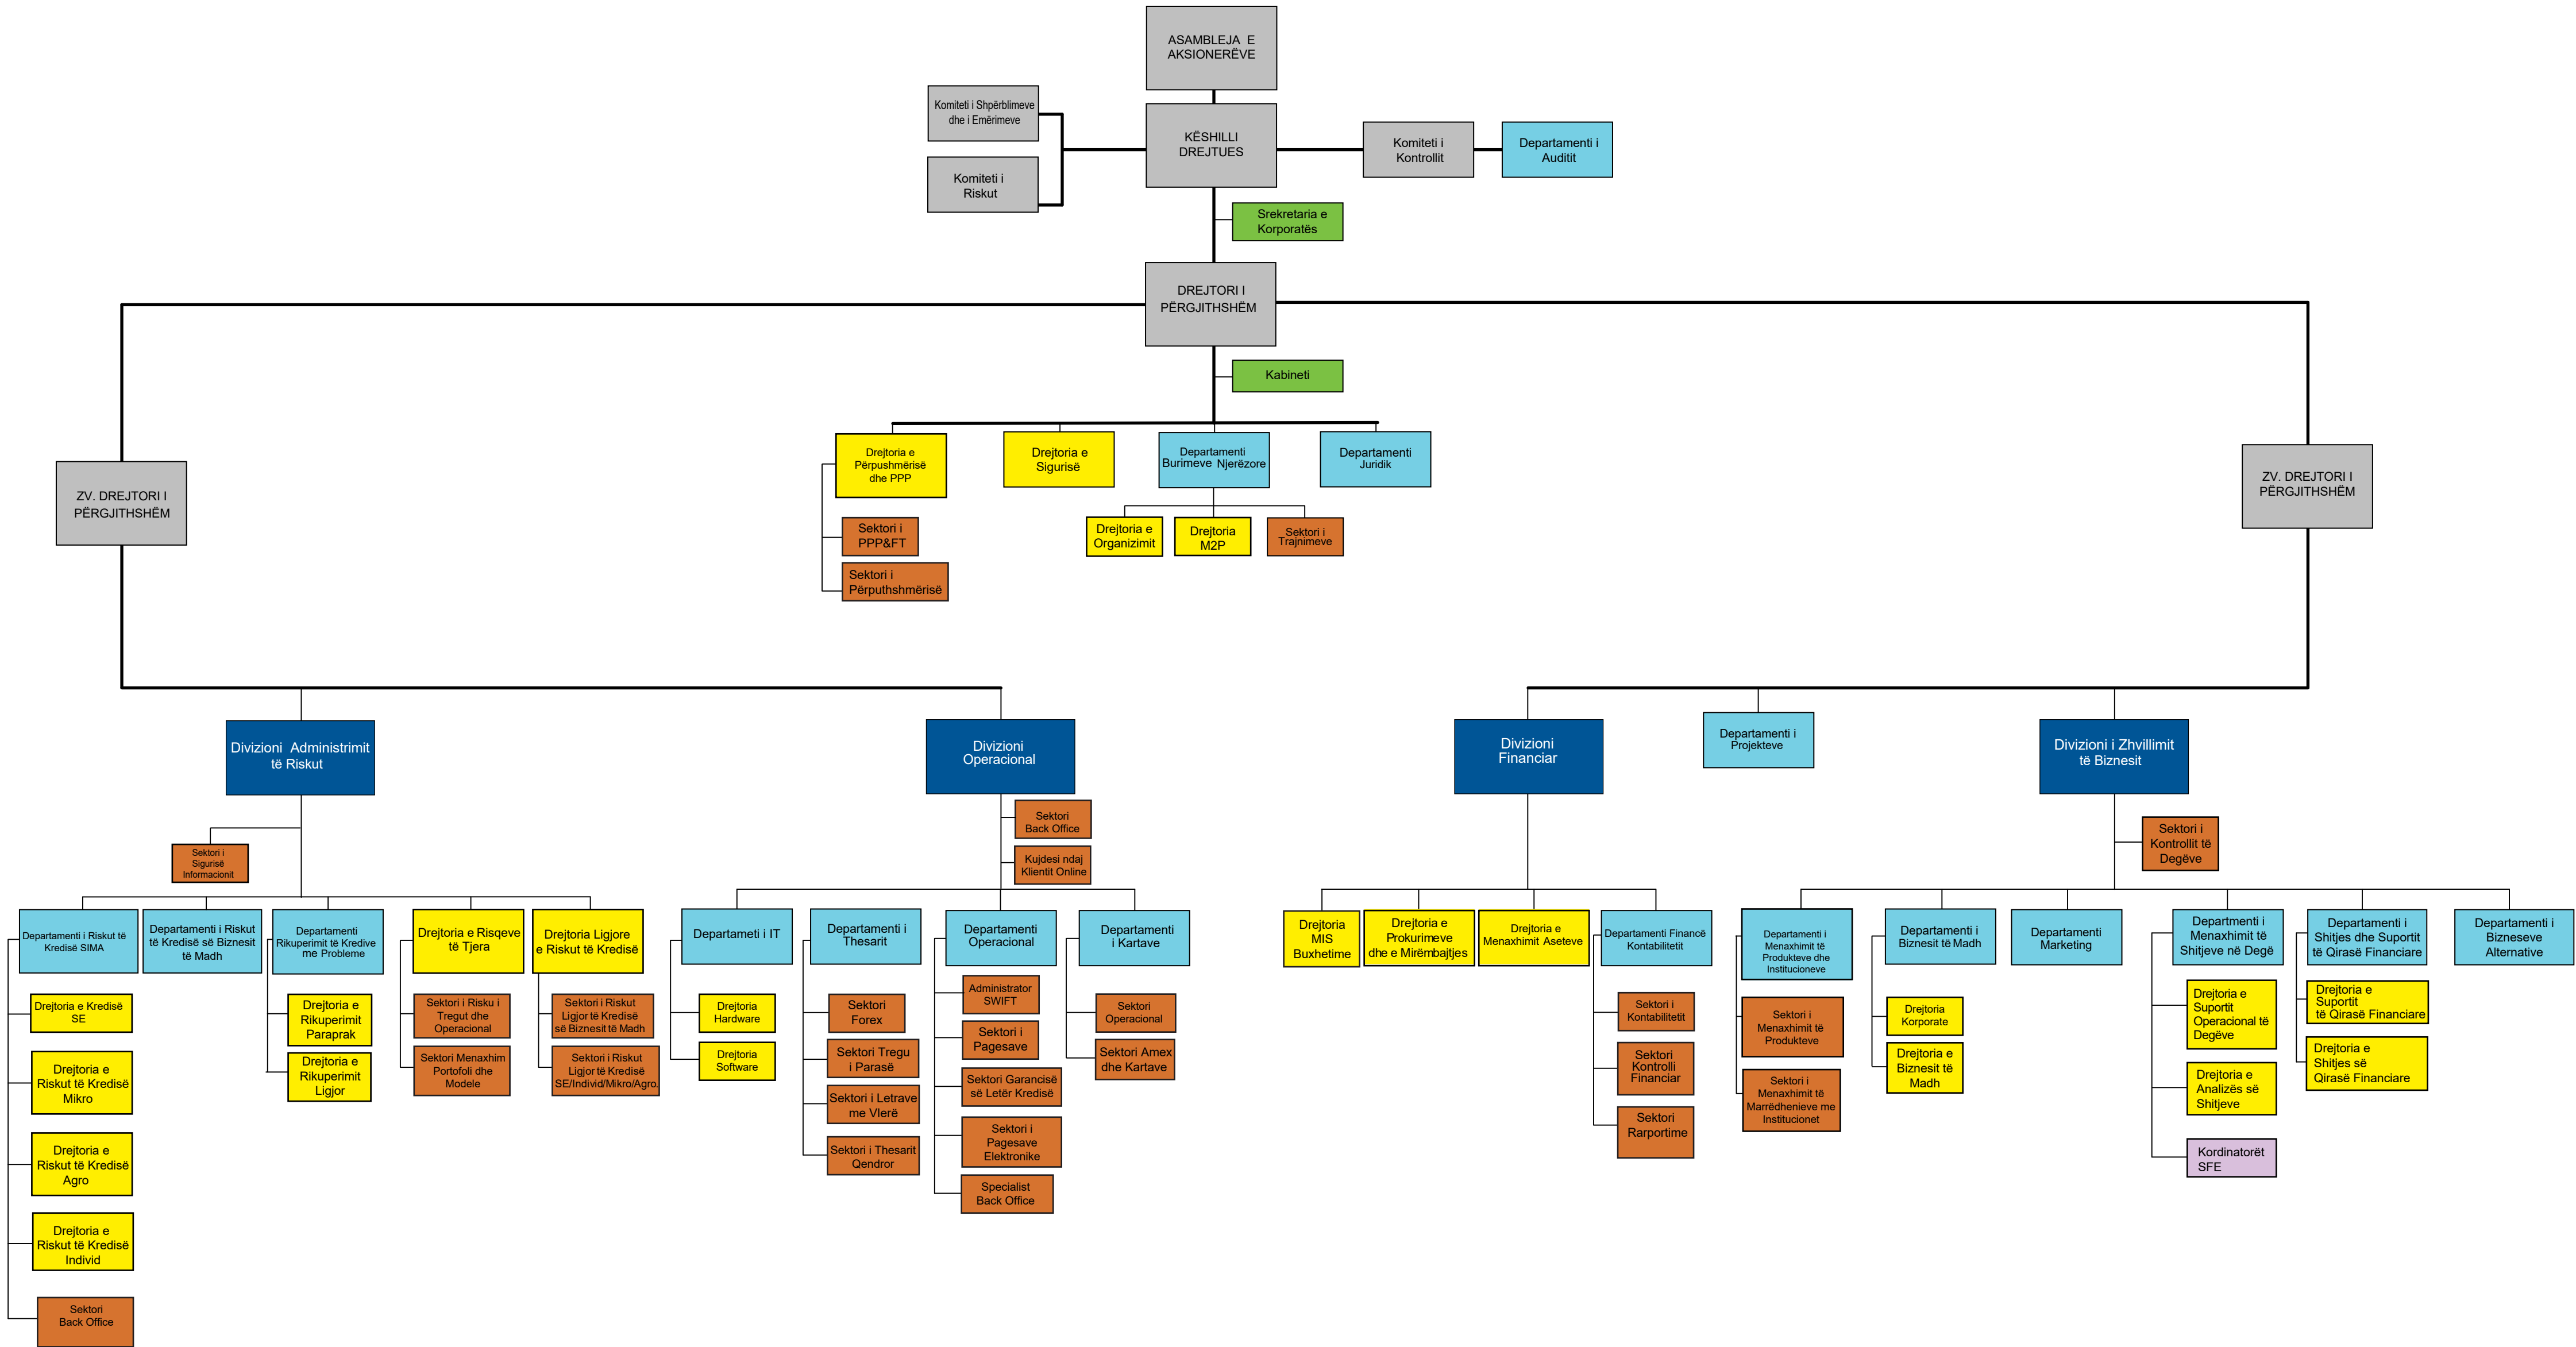 ASAMBLEJA E
AKSIONERËVE
Komiteti i Shpërblimeve
dhe i Emërimeve
KËSHILLI
DREJTUES
Komiteti i
Kontrollit
Departamenti i
Auditit
Komiteti i
Riskut
Srekretaria e
Korporatës
DREJTORI I
PËRGJITHSHËM
Kabineti
Drejtoria e
Përpushmërisë
dhe PPP
Drejtoria e
Sigurisë
Departamenti
Burimeve Njerëzore
Departamenti
Juridik
ZV. DREJTORI I
PËRGJITHSHËM
ZV. DREJTORI I
PËRGJITHSHËM
Sektori i
PPP&FT
Sektori i
Përputhshmërisë
Drejtoria e
Organizimit
Drejtoria
M2P
Sektori i
Trajnimeve
Divizioni Administrimit
të Riskut
Divizioni
Operacional
Divizioni
Financiar
Departamenti i
Projekteve
Divizioni i Zhvillimit
të Biznesit
Sektori i
Sigurisë
Informacionit
Sektori
Back Office
Kujdesi ndaj
Klientit Online
Sektori i
Kontrollit të
Degëve
Departamenti i Riskut të
Kredisë SIMA
Departamenti i Riskut
të Kredisë së Biznesit
të Madh
Departamenti
Rikuperimit të Kredive
me Probleme
Drejtoria e Risqeve
të Tjera
Drejtoria Ligjore
e Riskut të Kredisë
Departameti i IT
Departamenti i
Thesarit
Departamenti
Operacional
Departamenti
i Kartave
Drejtoria
MIS
Buxhetime
Drejtoria e
Prokurimeve
dhe e Mirëmbajtjes
Drejtoria e
Menaxhimit Aseteve
Departamenti Financë
Kontabilitetit
Departamenti i
Menaxhimit të
Produkteve dhe
Institucioneve
Departamenti i
Biznesit të Madh
Departamenti
Marketing
Departmenti i
Menaxhimit të
Shitjeve në Degë
Departamenti i
Shitjes dhe Suportit
të Qirasë Financiare
Departamenti i
Bizneseve
Alternative
Drejtoria e Kredisë
SE
Drejtoria e
Riskut të Kredisë
Mikro
Drejtoria e
Riskut të Kredisë
Agro
Drejtoria e
Riskut të Kredisë
Individ
Sektori
Back Office
Drejtoria e
Rikuperimit
Paraprak
Drejtoria e
Rikuperimit
Ligjor
Sektori i Risku i
Tregut dhe
Operacional
Sektori Menaxhim
Portofoli dhe
Modele
Sektori i Riskut
Ligjor të Kredisë
së Biznesit të Madh
Sektori i Riskut
Ligjor të Kredisë
SE/Individ/Mikro/Agro.
Drejtoria
Hardware
Drejtoria
Software
Sektori
Forex
Sektori Tregu
i Parasë
Sektori i Letrave
me Vlerë
Sektori i Thesarit
Qendror
Administrator
SWIFT
Sektori i
Pagesave
Sektori Garancisë
së Letër Kredisë
Sektori i
Pagesave
Elektronike
Specialist
Back Office
Sektori
Operacional
Sektori Amex
dhe Kartave
Sektori i
Kontabilitetit
Sektori
Kontrolli
Financiar
Sektori
Rarportime
Sektori i
Menaxhimit të
Produkteve
Sektori i
Menaxhimit të
Marrëdhenieve me
Institucionet
Drejtoria
Korporate
Drejtoria e
Biznesit të
Madh
Drejtoria e
Suportit
Operacional të
Degëve
Drejtoria e
Analizës së
Shitjeve
Kordinatorët
SFE
Drejtoria e
Suportit
të Qirasë Financiare
Drejtoria e
Shitjes së
Qirasë Financiare